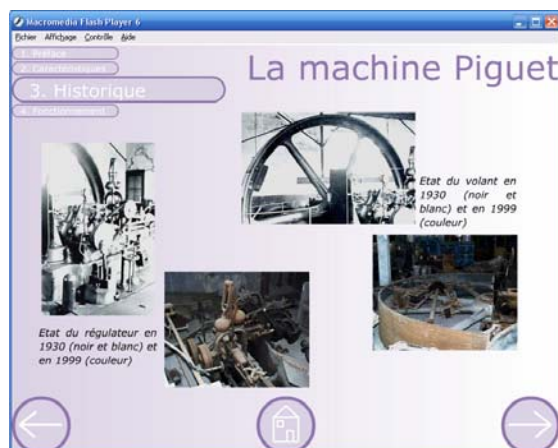 Macromedia Flash Player 6
Fichier Affichage Contrôle Aide
1. Préface
2. Caractéristiques
3. Historique
4. Fonctionnement
La machine Piguet
Etat du volant en
1930 (noir et
blanc) et en 1999
(couleur)
Etat du régulateur en
1930 (noir et blanc) et
en 1999 (couleur)